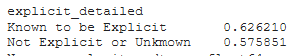 explicit_detailed
Known to be Explicit 0.626210
Not Explicit or Unkmown 0.575851